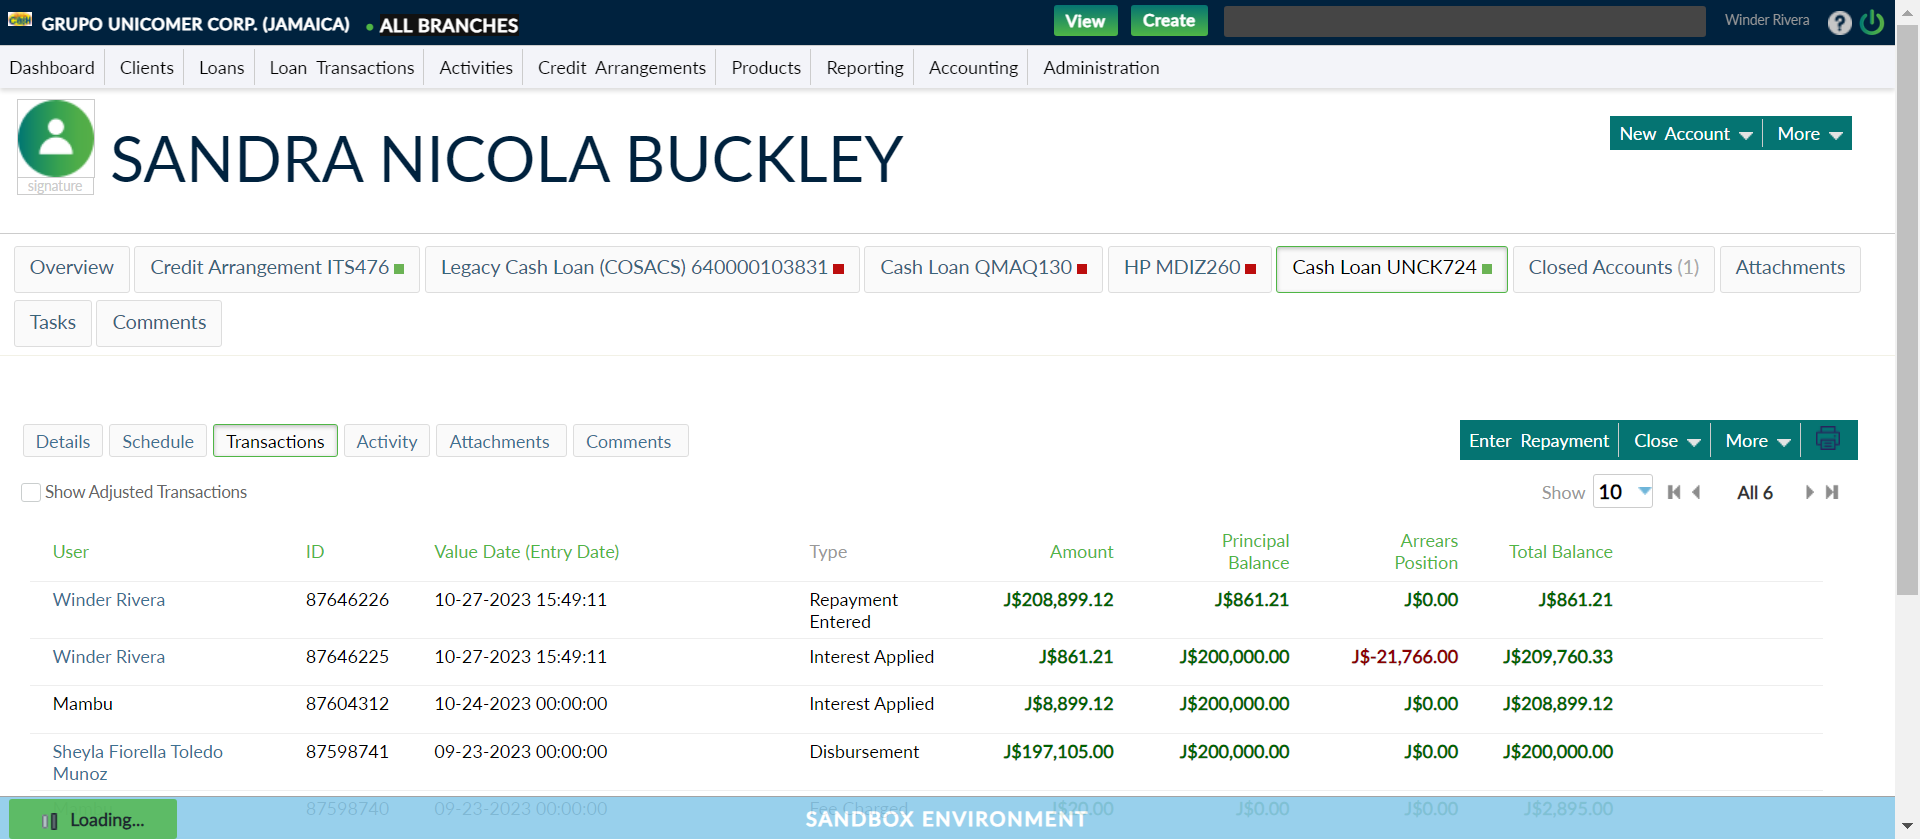 GRUPO UNICOMER CORP. (JAMAICA) ALL BRANCHES View Create Winder Rivera ?
Dashboard Clients Loans Loan Transactions Activities Credit Arrangements Products Reporting Accounting Administration
signature
SANDRA NICOLA BUCKLEY
New Account More
Overview Credit Arrangement ITS476 Legacy Cash Loan (COSACS) 640000103831 Cash Loan QMAQ130 HP MDIZ260 Cash Loan UNCK724 Closed Accounts (1) Attachments
Tasks Comments
Details Schedule Transactions Activity Attachments Comments Enter Repayment Close More
Show Adjusted Transactions Show 10 All 6
User ID Value Date (Entry Date) Type Amount Principal Balance Arrears Position Total Balance
Winder Rivera 87646226 10-27-2023 15:49:11 Repayment Entered J$208,899.12 J$861.21 J$0.00 J$861.21
Winder Rivera 87646225 10-27-2023 15:49:11 Interest Applied J$861.21 J$200,000.00 J$-21,766.00 J$209,760.33
Mambu 87604312 10-24-2023 00:00:00 Interest Applied J$8,899.12 J$200,000.00 J$0.00 J$208,899.12
Sheyla Fiorella Toledo Munoz 87598741 09-23-2023 00:00:00 Disbursement J$197,105.00 J$200,000.00 J$0.00 J$200,000.00
87598740 09-23-2023 00:00:00 Fee Charged J$0.00 J$0.00 J$2,895.00
Loading... SANDBOX ENVIRONMENT